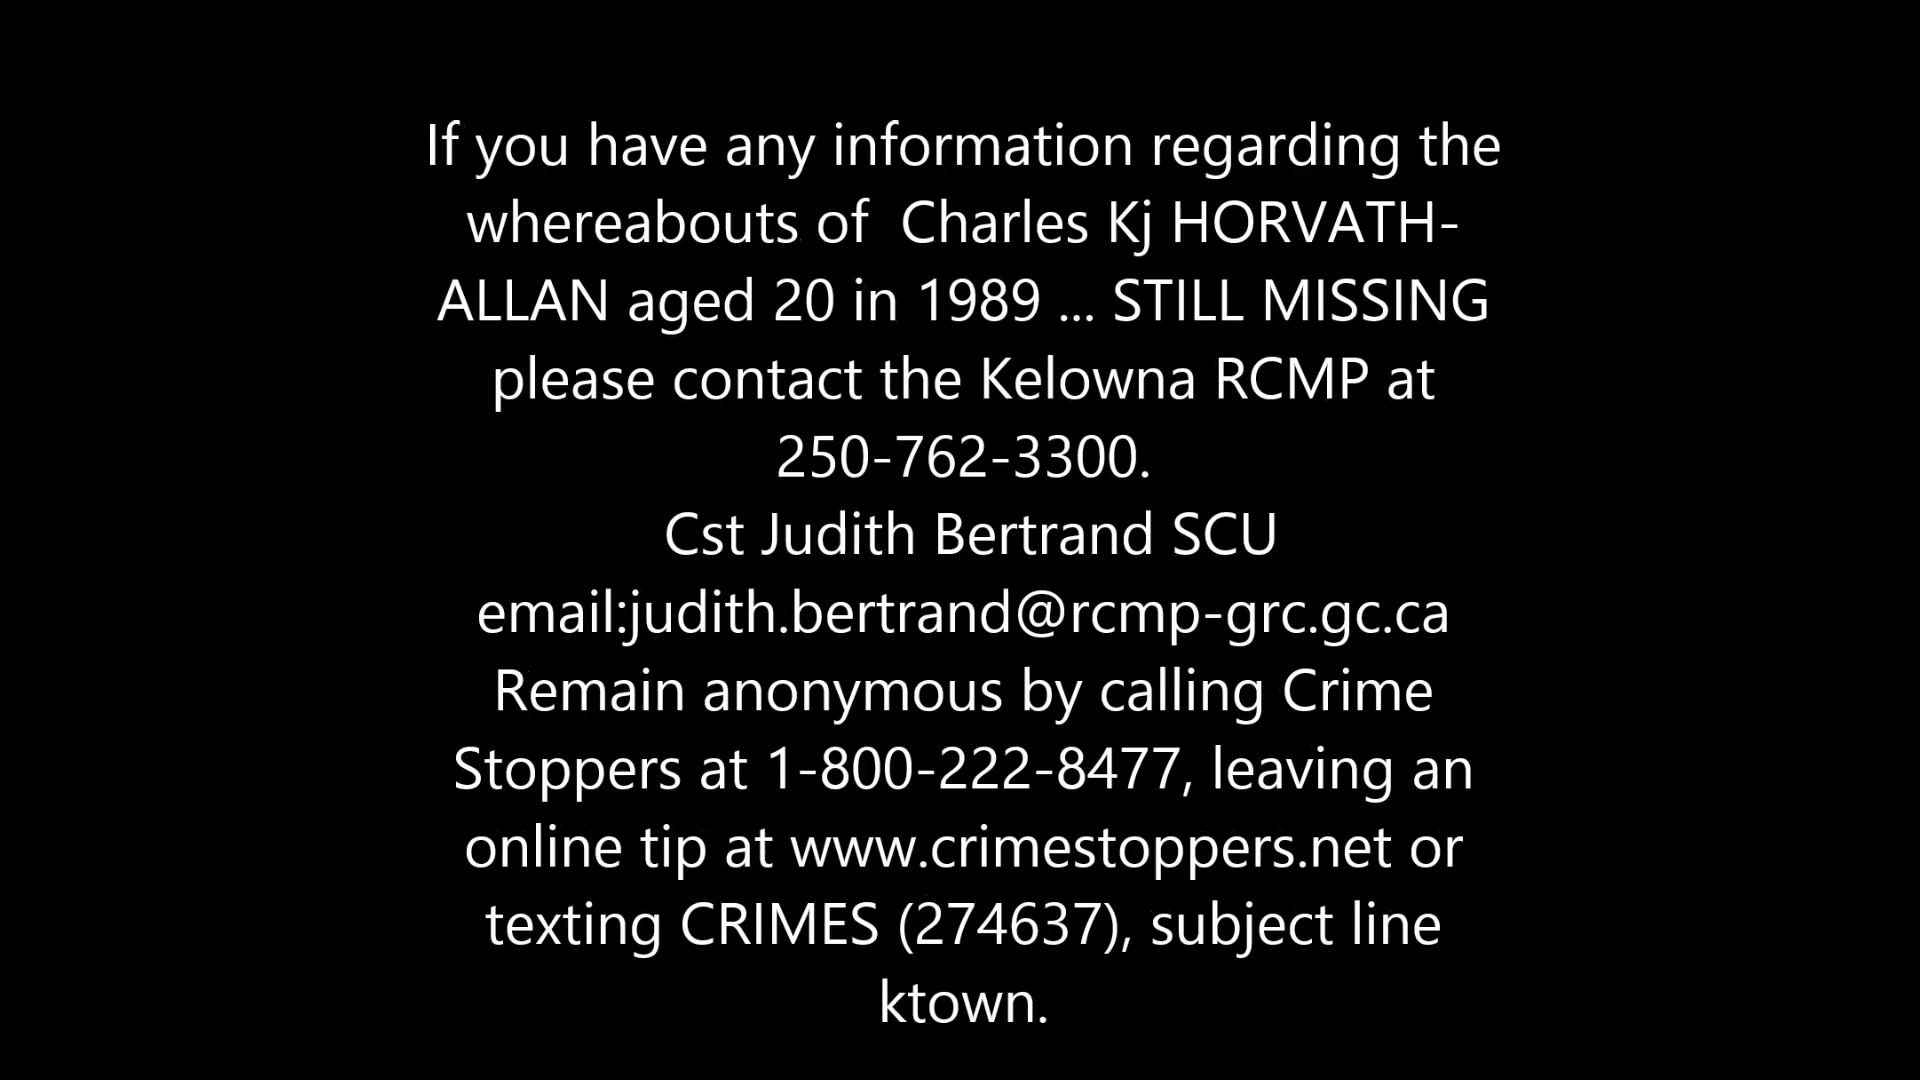 If you have any information regarding the
whereabouts of  Charles Kj HORVATH-
ALLAN aged 20 in 1989 ... STILL MISSING
please contact the Kelowna RCMP at
250-762-3300.
Cst Judith Bertrand SCU
email:judith.bertrand@rcmp-grc.gc.ca
Remain anonymous by calling Crime
Stoppers at 1-800-222-8477, leaving an
online tip at www.crimestoppers.net or
texting CRIMES (274637), subject line
ktown.